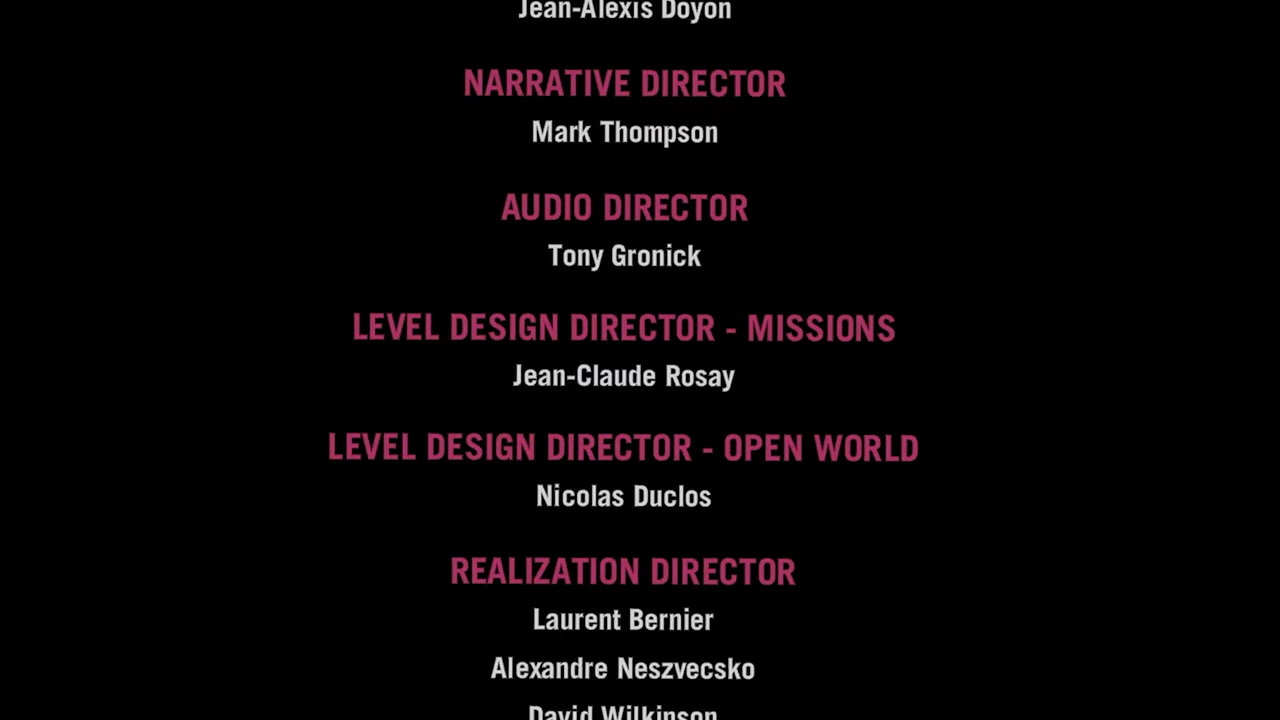 Jean-Alexis Doyon
NARRATIVE DIRECTOR
Mark Thompson
AUDIO DIRECTOR
Tony Gronick
LEVEL DESIGN DIRECTOR - MISSIONS
Jean-Claude Rosay
LEVEL DESIGN DIRECTOR - OPEN WORLD
Nicolas Duclos
REALIZATION DIRECTOR
Laurent Bernier
Alexandre Neszvecsko
David Wilkinson